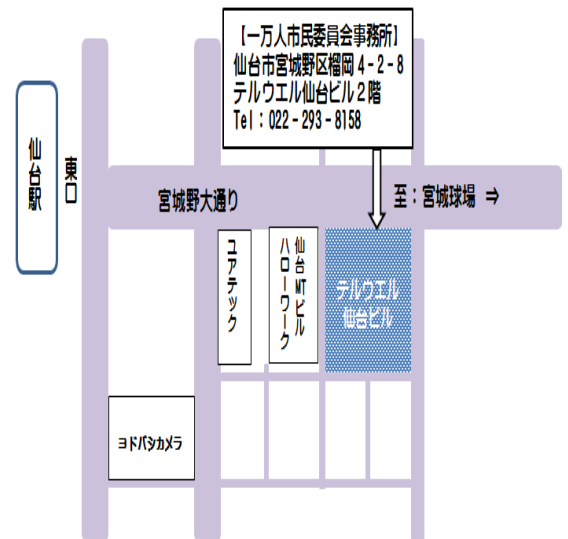 【一万人市民委員会事務所】
仙台市宮城野区榴岡4-2-8
テルウエル仙台ビル2階
Tel：022-293-8158
仙台駅
東口
宮城野大通り
至：宮城球場 ⇒
ユアテック
仙台MTビル
ハローワーク
テルウエル
仙台ビル
ヨドバシカメラ